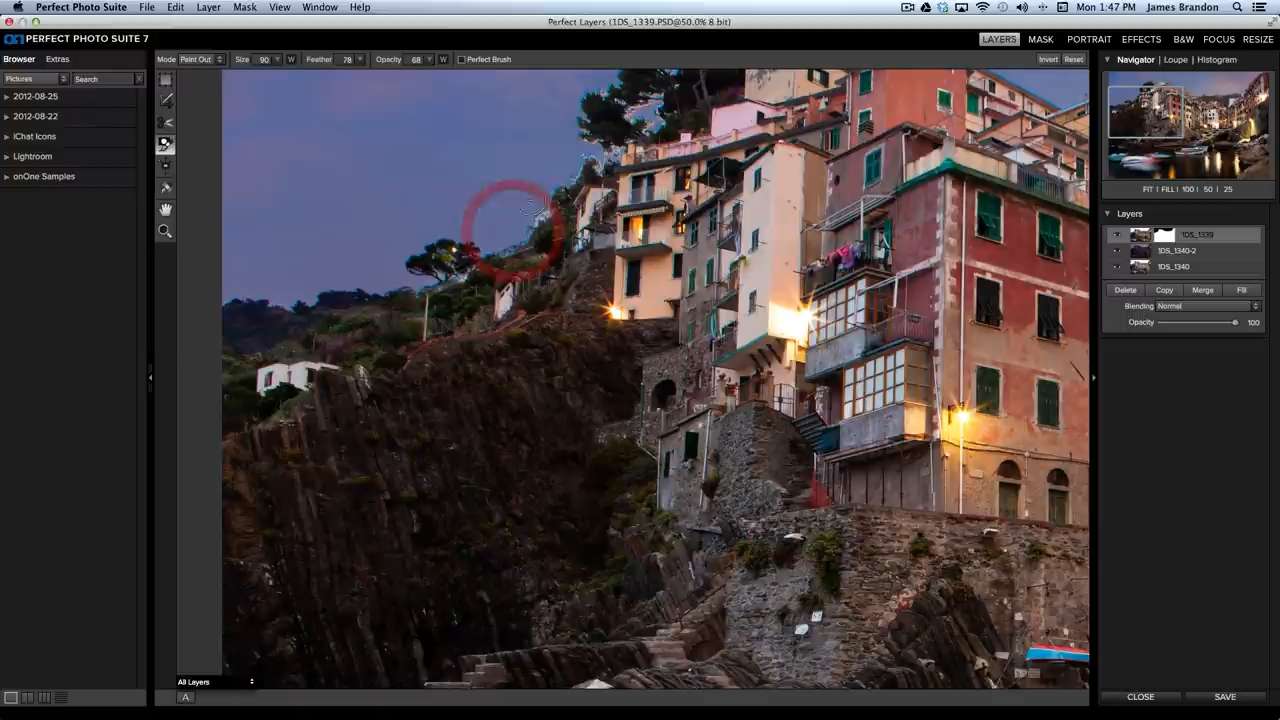 Perfect Photo Suite File Edit Layer Mask View Window Help Mon 1:47 PM James Brandon
Perfect Layers (1DS_1339.PSD@50.0% 8 bit)
PERFECT PHOTO SUITE 7 LAYERS MASK PORTRAIT EFFECTS B&W FOCUS RESIZE
Browser Extras Mode Paint Out Size 90 W Feather 78 Opacity 68 W Perfect Brush Invert Reset Navigator Loupe Histogram
Pictures Search
2012-08-25
2012-08-22
iChat Icons
Lightroom
onOne Samples
FIT FILL 100 50 25
Layers
1DS_1339
1DS_1340-2
1DS_1340
Delete Copy Merge Fill
Blending Normal
Opacity 100
All Layers
A CLOSE SAVE